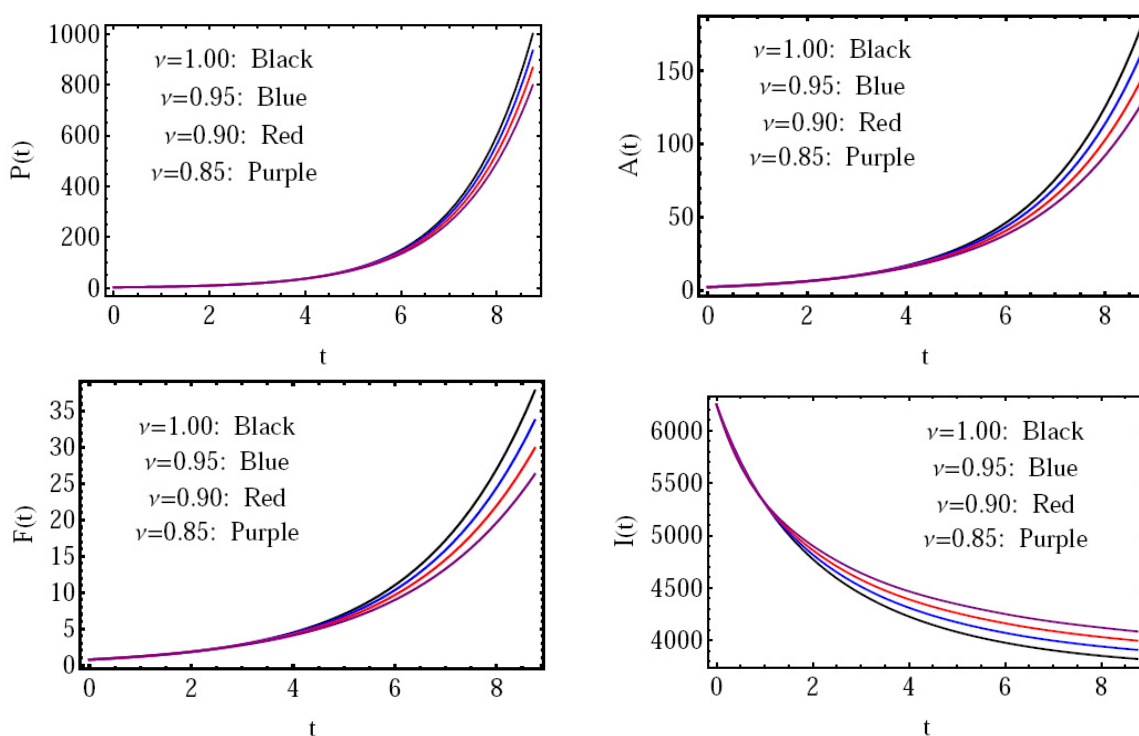 1000
800
600
400
200
0
P(t)
ν=1.00: Black
ν=0.95: Blue
ν=0.90: Red
ν=0.85: Purple
0 2 4 6 8
t
150
100
50
0
A(t)
ν=1.00: Black
ν=0.95: Blue
ν=0.90: Red
ν=0.85: Purple
0 2 4 6 8
t
35
30
25
20
15
10
5
0
F(t)
ν=1.00: Black
ν=0.95: Blue
ν=0.90: Red
ν=0.85: Purple
0 2 4 6 8
t
6000
5500
5000
4500
4000
I(t)
ν=1.00: Black
ν=0.95: Blue
ν=0.90: Red
ν=0.85: Purple
0 2 4 6 8
t